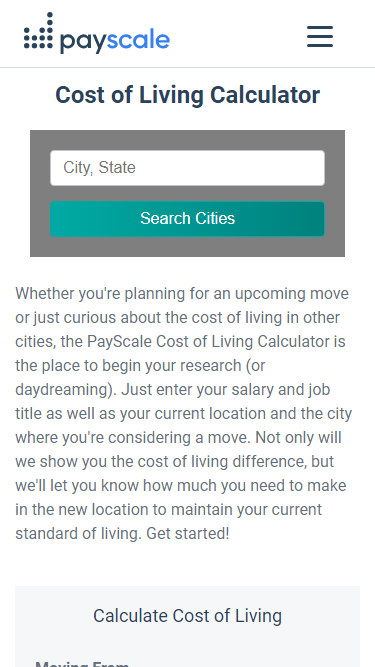 payscale
Cost of Living Calculator
City, State
Search Cities
Whether you're planning for an upcoming move
or just curious about the cost of living in other
cities, the PayScale Cost of Living Calculator is
the place to begin your research (or
daydreaming). Just enter your salary and job
title as well as your current location and the city
where you're considering a move. Not only will
we show you the cost of living difference, but
we'll let you know how much you need to make
in the new location to maintain your current
standard of living. Get started!
Calculate Cost of Living
Moving From